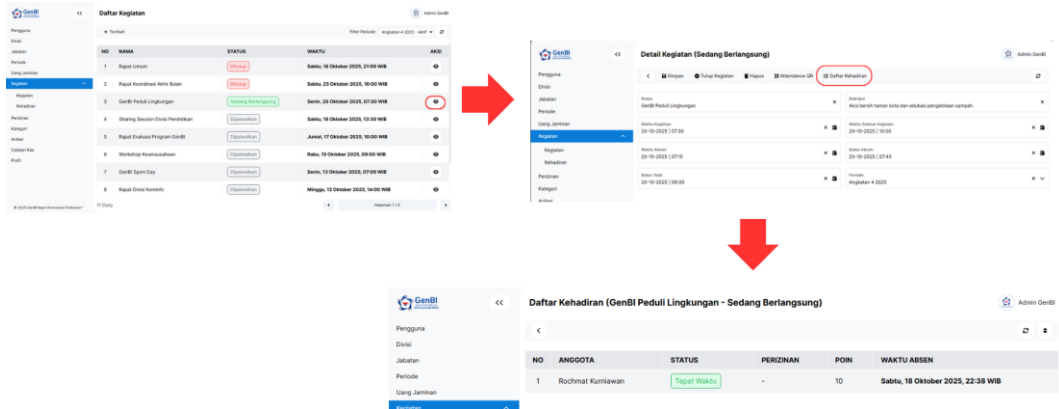 GenBI
<<
Daftar Kegiatan
Admin GenBI
Pengguna
Divisi
Jabatan
Periode
Uang Jaminan
Kegiatan
Kegiatan
Kehadiran
Perizinan
Kategori
Artikel
Catatan Kas
Profil
+ Tambah
Filter Periode: Angkatan 4 2025 - Aktif
NO NAMA STATUS WAKTU AKSI
1 Rapat Umum Ditutup Sabtu, 18 Oktober 2025, 21:00 WIB
2 Rapat Koordinasi Akhir Bulan Ditutup Sabtu, 25 Oktober 2025, 16:00 WIB
3 GenBI Peduli Lingkungan Sedang Berlangsung Senin, 20 Oktober 2025, 07:30 WIB
4 Sharing Session Divisi Pendidikan Dijadwalkan Sabtu, 18 Oktober 2025, 13:30 WIB
5 Rapat Evaluasi Program GenBI Dijadwalkan Jumat, 17 Oktober 2025, 10:00 WIB
6 Workshop Kewirausahaan Dijadwalkan Rabu, 15 Oktober 2025, 09:00 WIB
7 GenBI Sport Day Dijadwalkan Senin, 13 Oktober 2025, 07:00 WIB
8 Rapat Divisi Kominfo Dijadwalkan Minggu, 12 Oktober 2025, 14:00 WIB
11 Data
Halaman 1 / 2
GenBI
<<
Detail Kegiatan (Sedang Berlangsung)
Admin GenBI
Pengguna
Divisi
Jabatan
Periode
Uang Jaminan
Kegiatan
Kegiatan
Kehadiran
Perizinan
Kategori
Artikel
< Simpan Tutup Kegiatan Hapus Attendance QR Daftar Kehadiran
Nama
GenBI Peduli Lingkungan
Deskripsi
Aksi bersih taman kota dan edukasi pengelolaan sampah.
Waktu Kegiatan
20-10-2025 | 07:30
Waktu Selesai Kegiatan
20-10-2025 | 10:00
Waktu Absen
20-10-2025 | 07:15
Batas Absen
20-10-2025 | 07:45
Batas Telat
20-10-2025 | 08:00
Periode
Angkatan 4 2025
GenBI
<<
Daftar Kehadiran (GenBI Peduli Lingkungan - Sedang Berlangsung)
Admin GenBI
Pengguna
Divisi
Jabatan
Periode
Uang Jaminan
Kegiatan
<
NO ANGGOTA STATUS PERIZINAN POIN WAKTU ABSEN
1 Rochmat Kurniawan Tepat Waktu - 10 Sabtu, 18 Oktober 2025, 22:38 WIB